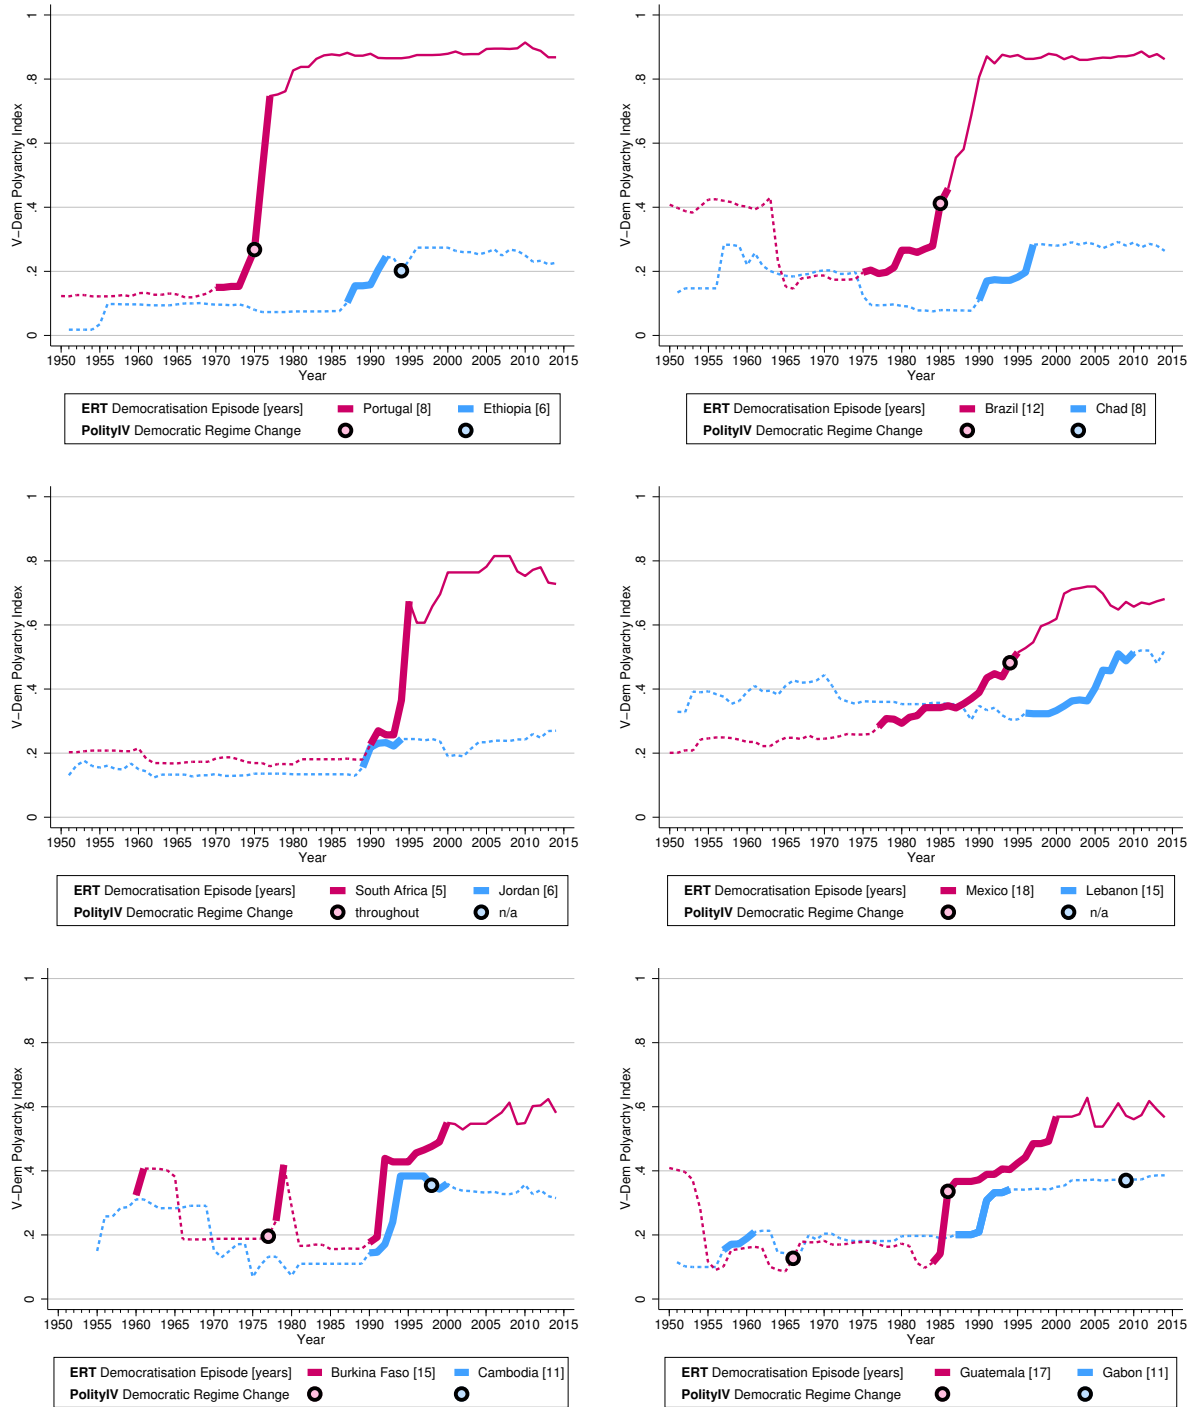 V-Dem Polyarchy Index
1
.8
.6
.4
.2
0
1950 1955 1960 1965 1970 1975 1980 1985 1990 1995 2000 2005 2010 2015
Year
ERT Democratisation Episode [years] Portugal [8] Ethiopia [6]
PolityIV Democratic Regime Change
V-Dem Polyarchy Index
1
.8
.6
.4
.2
0
1950 1955 1960 1965 1970 1975 1980 1985 1990 1995 2000 2005 2010 2015
Year
ERT Democratisation Episode [years] Brazil [12] Chad [8]
PolityIV Democratic Regime Change
V-Dem Polyarchy Index
1
.8
.6
.4
.2
0
1950 1955 1960 1965 1970 1975 1980 1985 1990 1995 2000 2005 2010 2015
Year
ERT Democratisation Episode [years] South Africa [5] Jordan [6]
PolityIV Democratic Regime Change throughout n/a
V-Dem Polyarchy Index
1
.8
.6
.4
.2
0
1950 1955 1960 1965 1970 1975 1980 1985 1990 1995 2000 2005 2010 2015
Year
ERT Democratisation Episode [years] Mexico [18] Lebanon [15]
PolityIV Democratic Regime Change n/a
V-Dem Polyarchy Index
1
.8
.6
.4
.2
0
1950 1955 1960 1965 1970 1975 1980 1985 1990 1995 2000 2005 2010 2015
Year
ERT Democratisation Episode [years] Burkina Faso [15] Cambodia [11]
PolityIV Democratic Regime Change
V-Dem Polyarchy Index
1
.8
.6
.4
.2
0
1950 1955 1960 1965 1970 1975 1980 1985 1990 1995 2000 2005 2010 2015
Year
ERT Democratisation Episode [years] Guatemala [17] Gabon [11]
PolityIV Democratic Regime Change